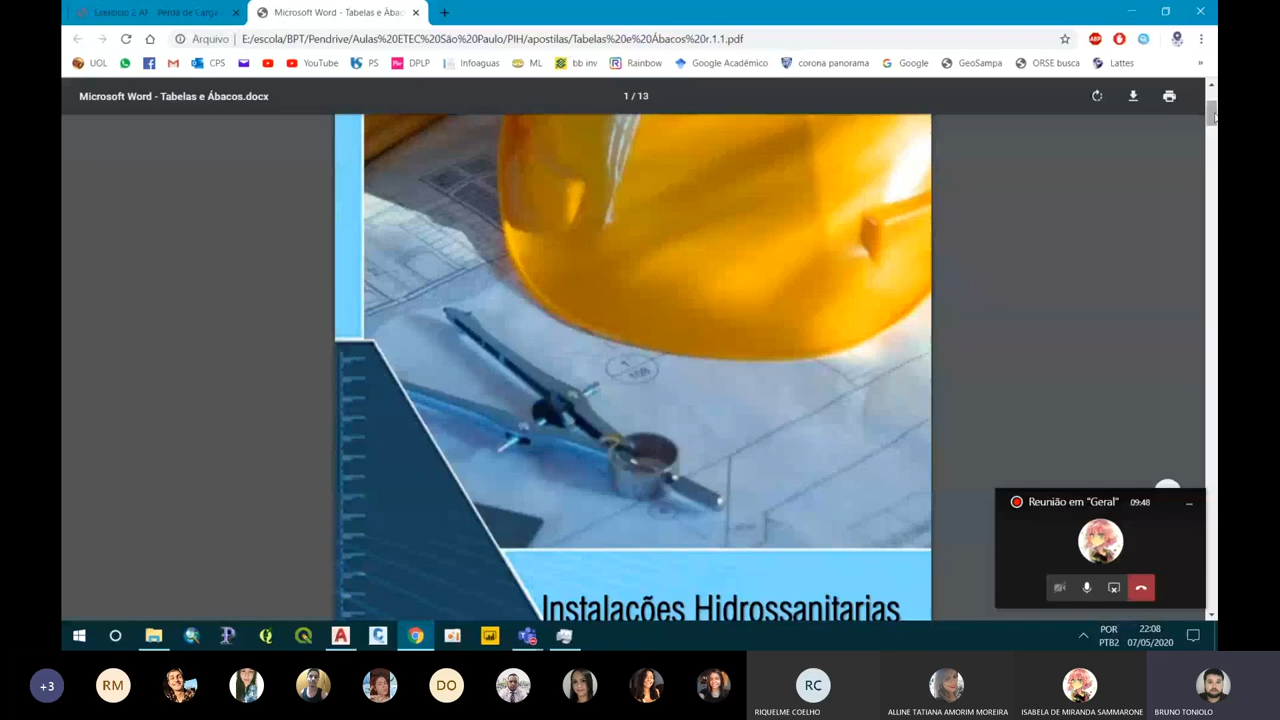 Exercício 2 AF - Perda de Carga
Microsoft Word - Tabelas e Ábac
Arquivo
E:/escola/BPT/Pendrive/Aulas%20ETEC%20São%20Paulo/PIH/apostilas/Tabelas%20e%20Ábacos%20r.1.1.pdf
ABP
UOL
CPS
YouTube
PS
DPLP
Infoaguas
ML
bb inv
Rainbow
Google Acadêmico
corona panorama
Google
GeoSampa
ORSE busca
Lattes
»
Microsoft Word - Tabelas e Ábacos.docx
1 / 13
Instalações Hidrossanitarias
Reunião em "Geral"
09:48
POR
PTB2
22:08
07/05/2020
+3
RM
DO
RC
RIQUELME COELHO
ALLINE TATIANA AMORIM MOREIRA
ISABELA DE MIRANDA SAMMARONE
BRUNO TONIOLO